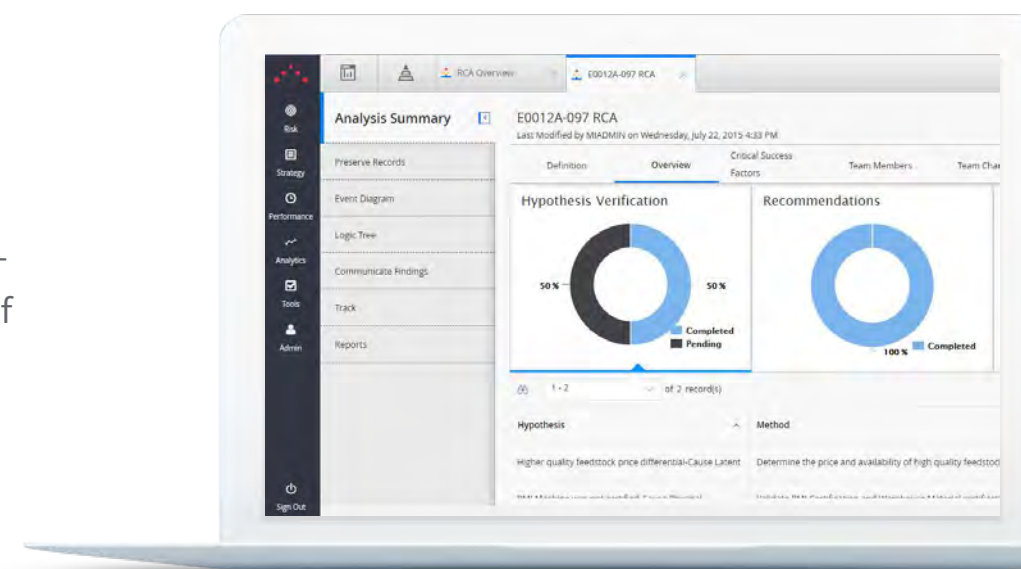 -
f
RCA Overview
E0012A-097 RCA
Risk
Strategy
Performance
Analytics
Tools
Admin
Sign Out
Analysis Summary
Preserve Records
Event Diagram
Logic Tree
Communicate Findings
Track
Reports
E0012A-097 RCA
Last Modified by MIADMIN on Wednesday, July 22, 2015 4:33 PM
Definition
Overview
Critical Success
Factors
Team Members
Team Char
Hypothesis Verification
50 %
50 %
Completed
Pending
Recommendations
100 %
Completed
1 - 2
of 2 record(s)
Hypothesis
Method
Higher quality feedstock price differential-Cause Latent
Determine the price and availability of high quality feedstoc